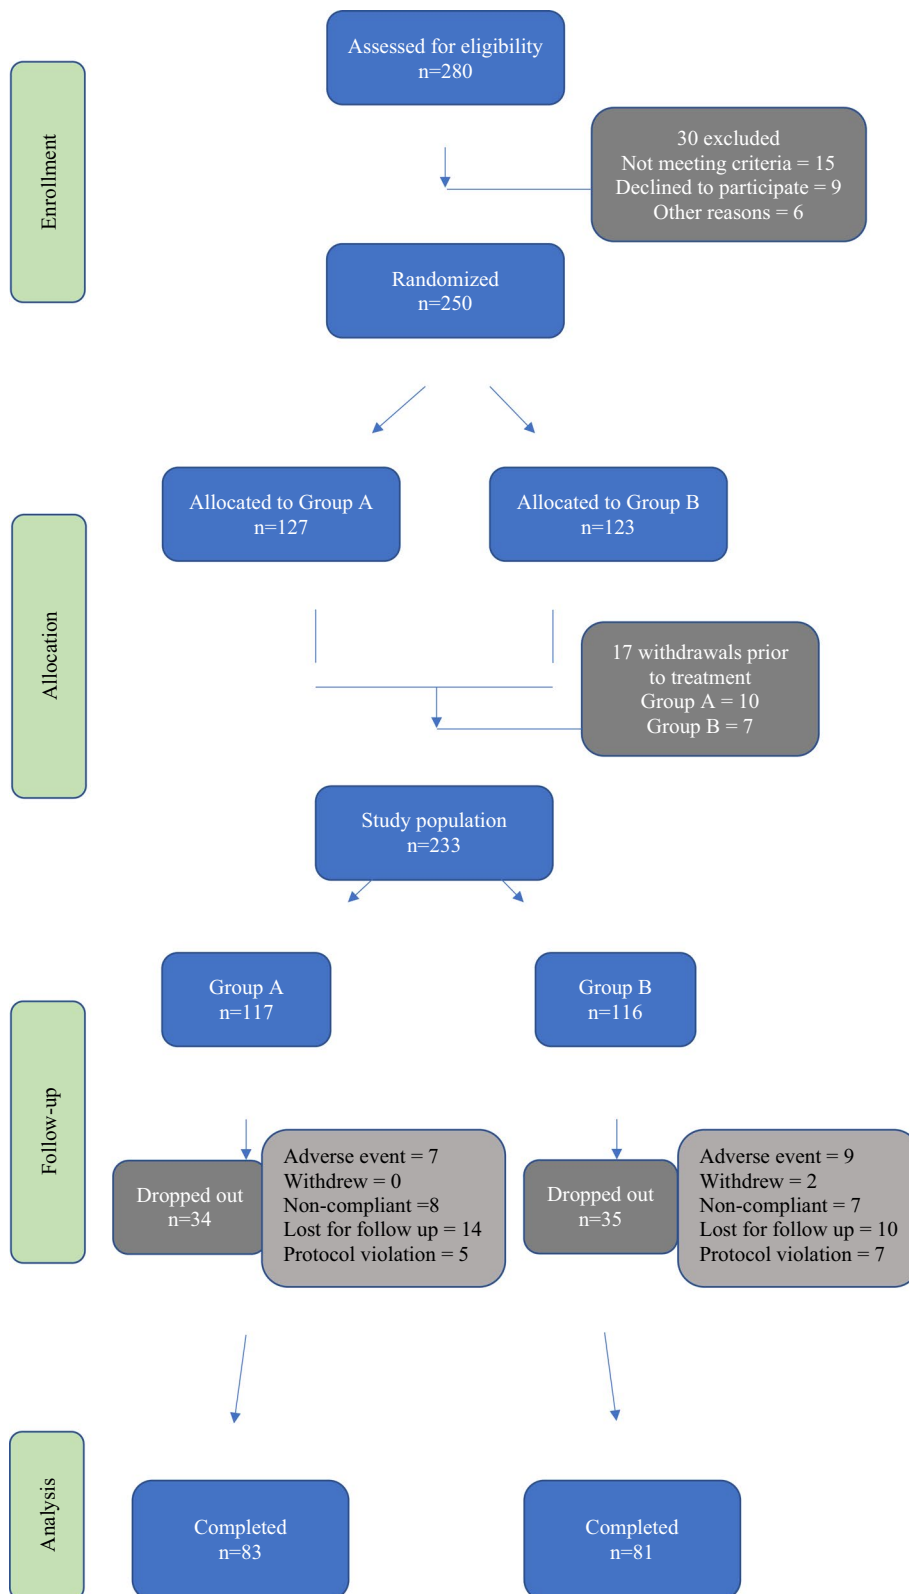 Enrollment
Assessed for eligibility
n=280
30 excluded
Not meeting criteria = 15
Declined to participate = 9
Other reasons = 6
Randomized
n=250
Allocation
Allocated to Group A
n=127
Allocated to Group B
n=123
17 withdrawals prior
to treatment
Group A = 10
Group B = 7
Study population
n=233
Follow-up
Group A
n=117
Group B
n=116
Dropped out
n=34
Adverse event = 7
Withdrew = 0
Non-compliant =8
Lost for follow up = 14
Protocol violation = 5
Dropped out
n=35
Adverse event = 9
Withdrew = 2
Non-compliant = 7
Lost for follow up = 10
Protocol violation = 7
Analysis
Completed
n=83
Completed
n=81